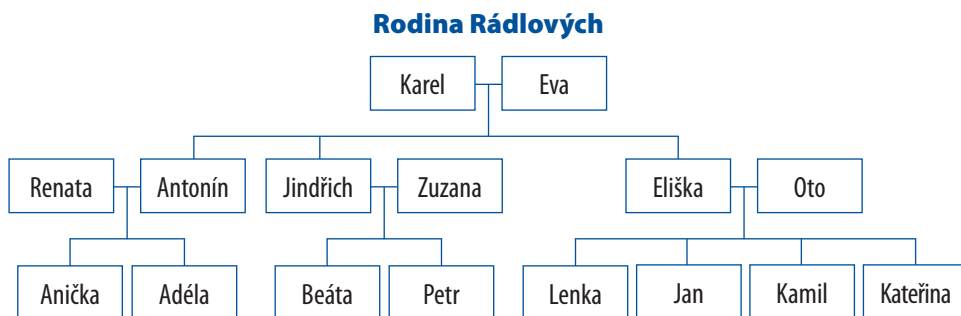 Rodina Rádlových
Karel Eva
Renata Antonín Jindřich Zuzana Eliška Oto
Anička Adéla Beáta Petr Lenka Jan Kamil Kateřina